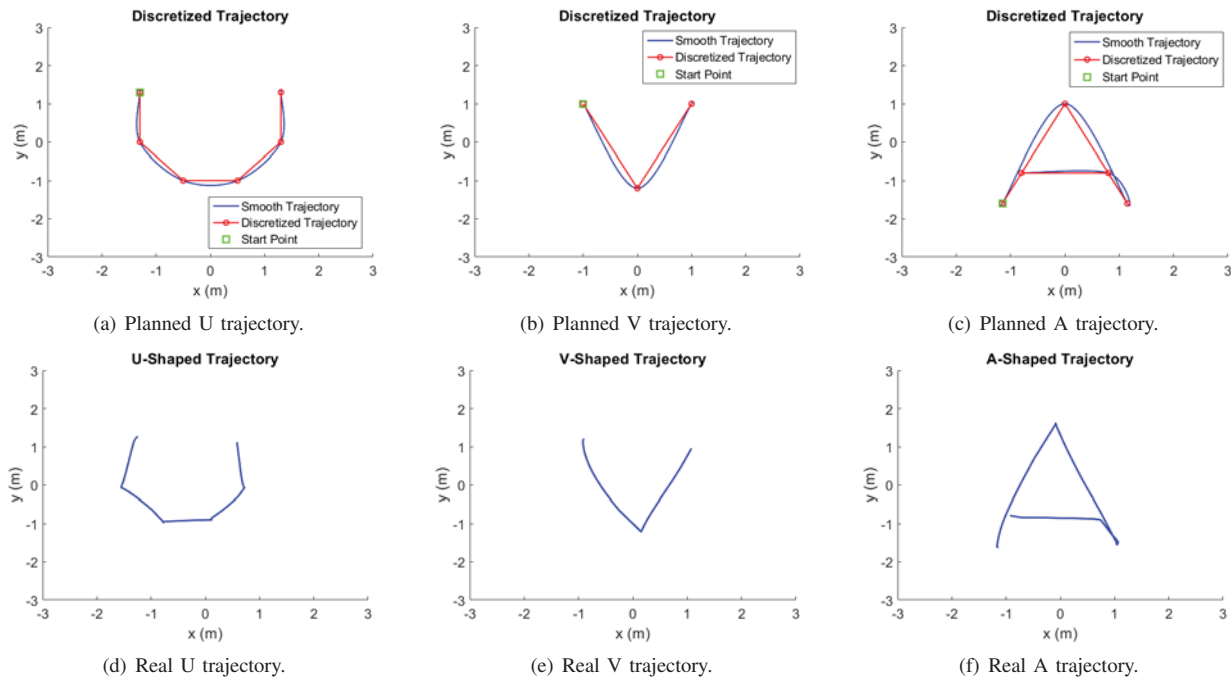 Discretized Trajectory
3
2
1
0
-1
-2
-3
y (m)
Smooth Trajectory
Discretized Trajectory
Start Point
-3 -2 -1 0 1 2 3
x (m)
(a) Planned U trajectory.
Discretized Trajectory
3
2
1
0
-1
-2
-3
y (m)
Smooth Trajectory
Discretized Trajectory
Start Point
-3 -2 -1 0 1 2 3
x (m)
(b) Planned V trajectory.
Discretized Trajectory
3
2
1
0
-1
-2
-3
y (m)
Smooth Trajectory
Discretized Trajectory
Start Point
-3 -2 -1 0 1 2 3
x (m)
(c) Planned A trajectory.
U-Shaped Trajectory
3
2
1
0
-1
-2
-3
y (m)
-3 -2 -1 0 1 2 3
x (m)
(d) Real U trajectory.
V-Shaped Trajectory
3
2
1
0
-1
-2
-3
y (m)
-3 -2 -1 0 1 2 3
x (m)
(e) Real V trajectory.
A-Shaped Trajectory
3
2
1
0
-1
-2
-3
y (m)
-3 -2 -1 0 1 2 3
x (m)
(f) Real A trajectory.